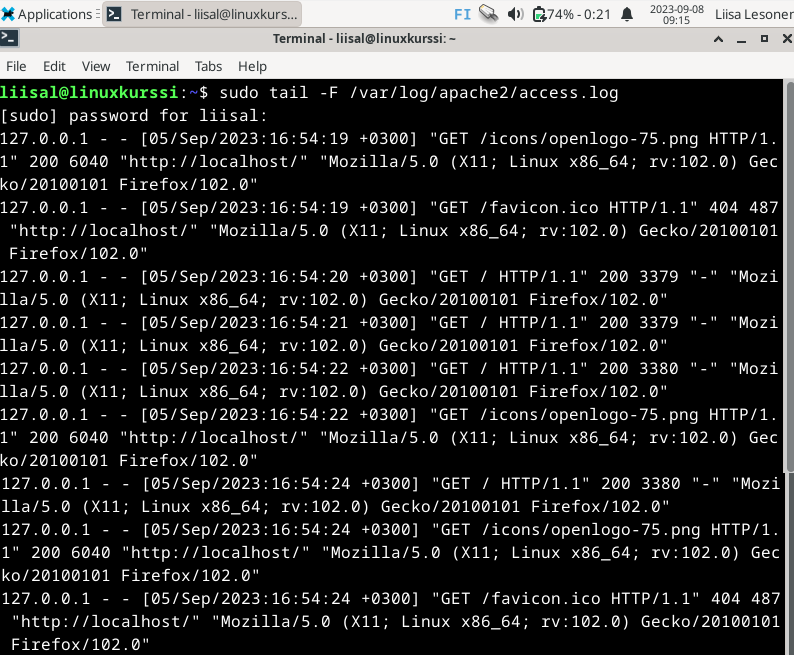 Applications Terminal - liisal@linuxkurs... FI 74% - 0:21 2023-09-08 09:15 Liisa Lesoner
Terminal - liisal@linuxkurssi: ~
File Edit View Terminal Tabs Help
liisal@linuxkurssi:~$ sudo tail -F /var/log/apache2/access.log
[sudo] password for liisal:
127.0.0.1 - - [05/Sep/2023:16:54:19 +0300] "GET /icons/openlogo-75.png HTTP/1.
1" 200 6040 "http://localhost/" "Mozilla/5.0 (X11; Linux x86_64; rv:102.0) Gec
ko/20100101 Firefox/102.0"
127.0.0.1 - - [05/Sep/2023:16:54:19 +0300] "GET /favicon.ico HTTP/1.1" 404 487
 "http://localhost/" "Mozilla/5.0 (X11; Linux x86_64; rv:102.0) Gecko/20100101
 Firefox/102.0"
127.0.0.1 - - [05/Sep/2023:16:54:20 +0300] "GET / HTTP/1.1" 200 3379 "-" "Mozi
lla/5.0 (X11; Linux x86_64; rv:102.0) Gecko/20100101 Firefox/102.0"
127.0.0.1 - - [05/Sep/2023:16:54:21 +0300] "GET / HTTP/1.1" 200 3379 "-" "Mozi
lla/5.0 (X11; Linux x86_64; rv:102.0) Gecko/20100101 Firefox/102.0"
127.0.0.1 - - [05/Sep/2023:16:54:22 +0300] "GET / HTTP/1.1" 200 3380 "-" "Mozi
lla/5.0 (X11; Linux x86_64; rv:102.0) Gecko/20100101 Firefox/102.0"
127.0.0.1 - - [05/Sep/2023:16:54:22 +0300] "GET /icons/openlogo-75.png HTTP/1.
1" 200 6040 "http://localhost/" "Mozilla/5.0 (X11; Linux x86_64; rv:102.0) Gec
ko/20100101 Firefox/102.0"
127.0.0.1 - - [05/Sep/2023:16:54:24 +0300] "GET / HTTP/1.1" 200 3380 "-" "Mozi
lla/5.0 (X11; Linux x86_64; rv:102.0) Gecko/20100101 Firefox/102.0"
127.0.0.1 - - [05/Sep/2023:16:54:24 +0300] "GET /icons/openlogo-75.png HTTP/1.
1" 200 6040 "http://localhost/" "Mozilla/5.0 (X11; Linux x86_64; rv:102.0) Gec
ko/20100101 Firefox/102.0"
127.0.0.1 - - [05/Sep/2023:16:54:24 +0300] "GET /favicon.ico HTTP/1.1" 404 487
 "http://localhost/" "Mozilla/5.0 (X11; Linux x86_64; rv:102.0) Gecko/20100101
 Firefox/102.0"